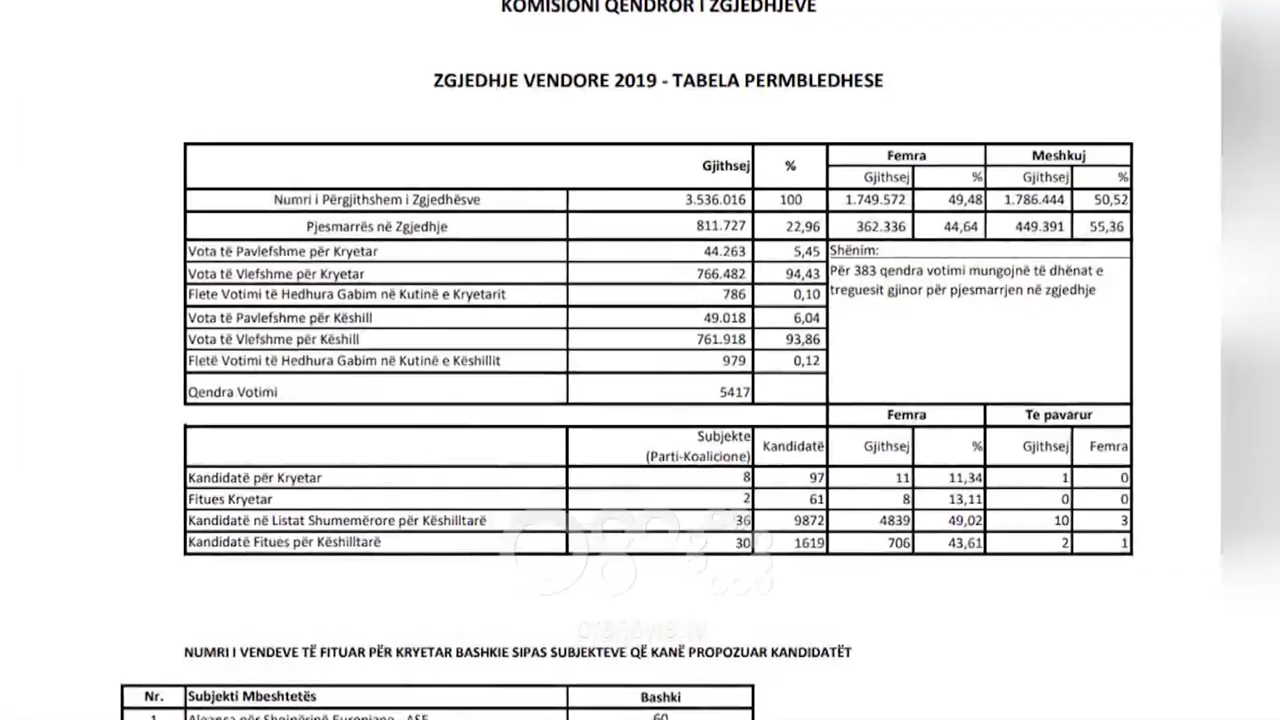 KOMISIONI QENDROR I ZGJEDHJEVE
ZGJEDHJE VENDORE 2019 - TABELA PERMBLEDHESE
Gjithsej % Femra Meshkuj
Gjithsej % Gjithsej %
Numri i Përgjithshem i Zgjedhësve 3.536.016 100 1.749.572 49,48 1.786.444 50,52
Pjesmarrës në Zgjedhje 811.727 22,96 362.336 44,64 449.391 55,36
Vota të Pavlefshme për Kryetar 44.263 5,45 Shënim:
Vota të Vlefshme për Kryetar 766.482 94,43 Për 383 qendra votimi mungojnë të dhënat e
Flete Votimi të Hedhura Gabim në Kutinë e Kryetarit 786 0,10 treguesit gjinor për pjesmarrjen në zgjedhje
Vota të Pavlefshme për Këshill 49.018 6,04
Vota të Vlefshme për Këshill 761.918 93,86
Fletë Votimi të Hedhura Gabim në Kutinë e Këshillit 979 0,12
Qendra Votimi 5417
Femra Te pavarur
Subjekte
(Parti-Koalicione) Kandidatë Gjithsej % Gjithsej Femra
Kandidatë për Kryetar 8 97 11 11,34 1 0
Fitues Kryetar 2 61 8 13,11 0 0
Kandidatë në Listat Shumemërore për Këshilltarë 36 9872 4839 49,02 10 3
Kandidatë Fitues për Këshilltarë 30 1619 706 43,61 2 1
oranews.tv
NUMRI I VENDEVE TË FITUAR PËR KRYETAR BASHKIE SIPAS SUBJEKTEVE QË KANË PROPOZUAR KANDIDATËT
Nr. Subjekti Mbeshtetës Bashki
1 Aleanca për Shqipërinë Europiane - ASE 60